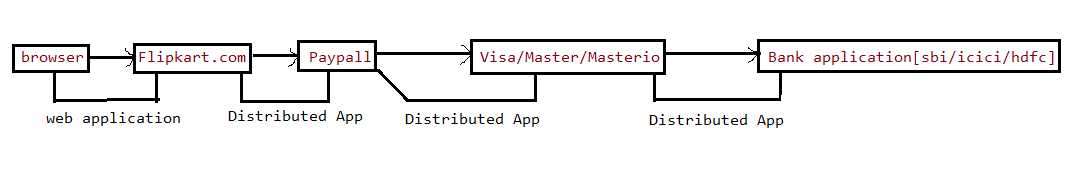 browser
Flipkart.com
Paypall
Visa/Master/Masterio
Bank application[sbi/icici/hdfc]
web application
Distributed App
Distributed App
Distributed App